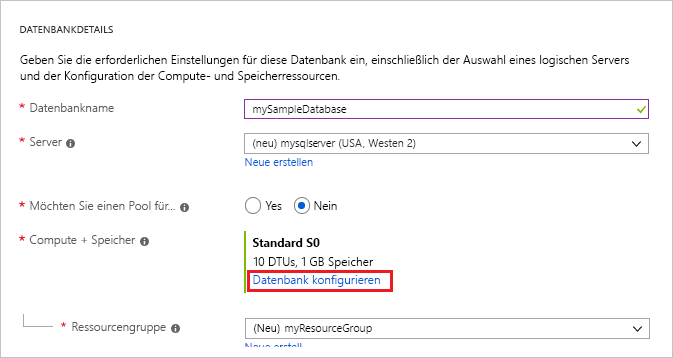 DATENBANKDETAILS
Geben Sie die erforderlichen Einstellungen für diese Datenbank ein, einschließlich der Auswahl eines logischen Servers
und der Konfiguration der Compute- und Speicherressourcen.
* Datenbankname
mySampleDatabase
* Server
(neu) mysqlserver (USA, Westen 2)
Neue erstellen
* Möchten Sie einen Pool für...
Yes Nein
* Compute + Speicher
Standard S0
10 DTUs, 1 GB Speicher
Datenbank konfigurieren
* Ressourcengruppe
(Neu) myResourceGroup
Neue erstellen